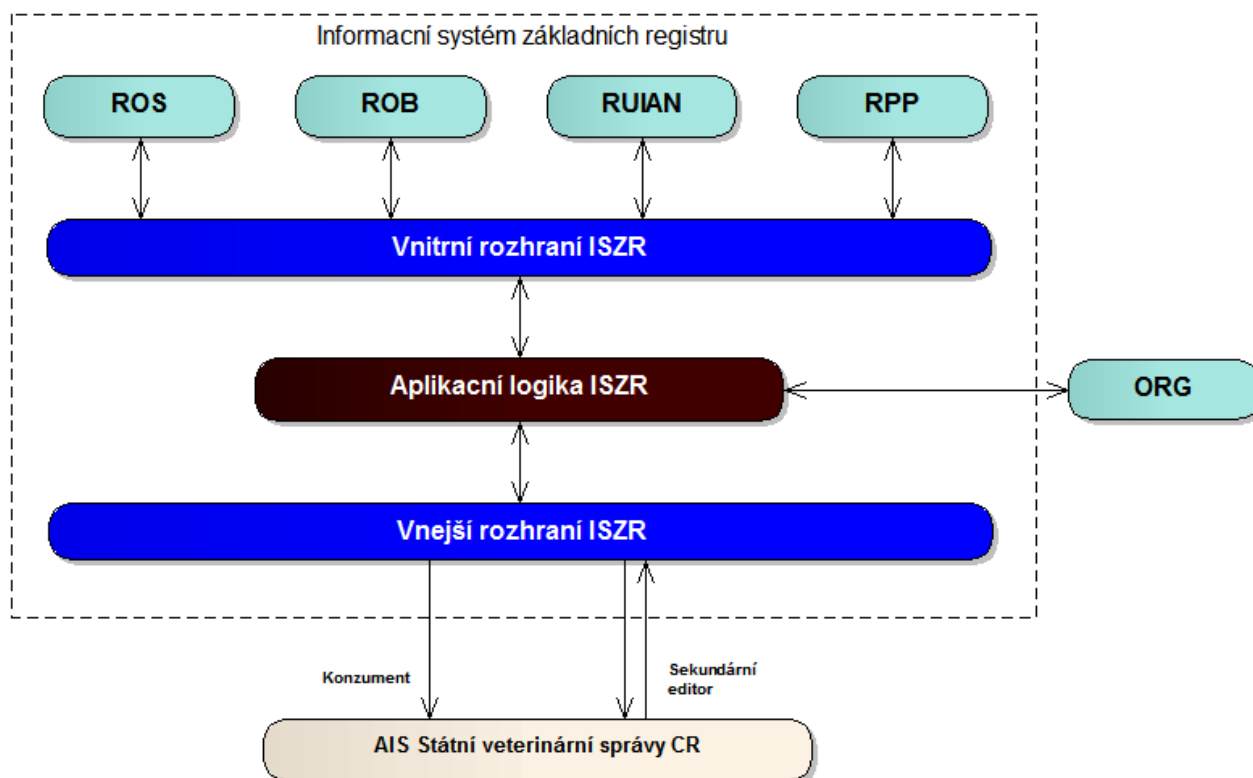 Informacní systém základních registru
ROS
ROB
RUIAN
RPP
Vnitrní rozhraní ISZR
Aplikacní logika ISZR
ORG
Vnejší rozhraní ISZR
Konzument
Sekundární
editor
AIS Státní veterinární správy CR